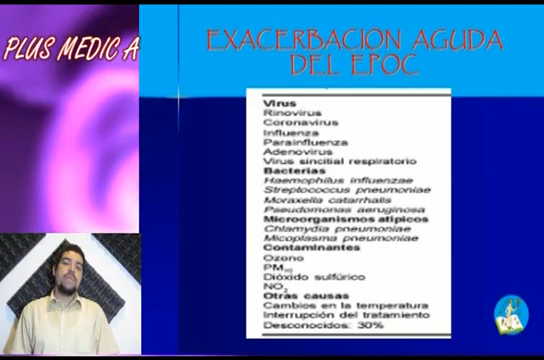 PLUS MEDIC A
EXACERBACION AGUDA
DEL EPOC
Virus
Rinovirus
Coronavirus
Influenza
Parainfluenza
Adenovirus
Virus sincitial respiratorio
Bacterias
Haemophilus influenzae
Streptococcus pneumoniae
Moraxella catarrhalis
Pseudomonas aeruginosa
Microorganismos atípicos
Chlamydia pneumoniae
Micoplasma pneumoniae
Contaminantes
Ozono
PM₁₀
Dióxido sulfúrico
NO₂
Otras causas
Cambios en la temperatura
Interrupción del tratamiento
Desconocidos: 30%